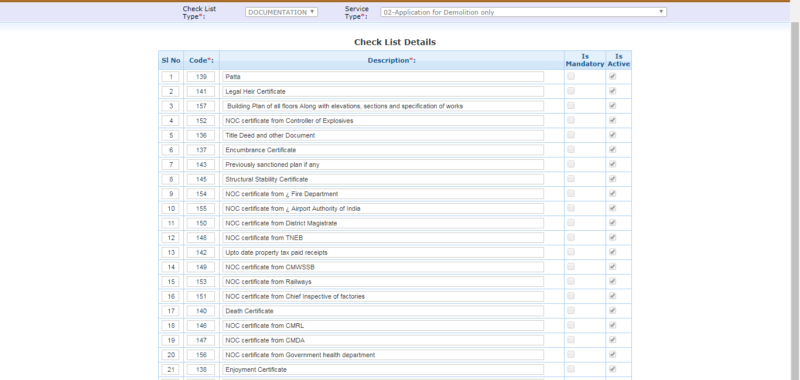 Check List Type*: DOCUMENTATION Service Type*: 02-Application for Demolition only
Check List Details
Sl No Code*: Description*: Is Mandatory Is Active
1 139 Patta
2 141 Legal Heir Certificate
3 157 Building Plan of all floors Along with elevations, sections and specification of works
4 152 NOC certificate from Controller of Explosives
5 136 Title Deed and other Document
6 137 Encumbrance Certificate
7 143 Previously sanctioned plan if any
8 145 Structural Stability Certificate
9 154 NOC certificate from ¿ Fire Department
10 155 NOC certificate from ¿ Airport Authority of India
11 150 NOC certificate from District Magistrate
12 148 NOC certificate from TNEB
13 142 Upto date property tax paid receipts
14 149 NOC certificate from CMWSSB
15 153 NOC certificate from Railways
16 151 NOC certificate from Chief Inspective of factories
17 140 Death Certificate
18 146 NOC certificate from CMRL
19 147 NOC certificate from CMDA
20 156 NOC certificate from Government health department
21 138 Enjoyment Certificate